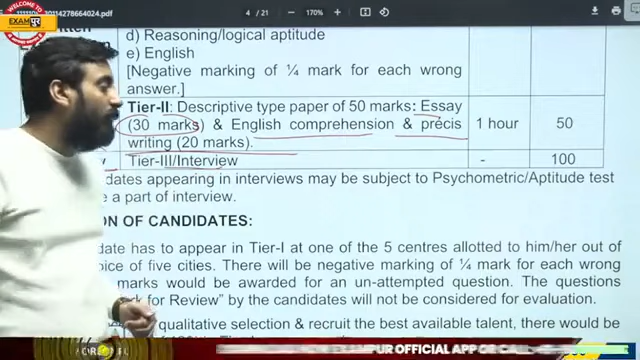 WELCOME TO
EXAMपुर
30114278664024.pdf
4 / 21
170%
d) Reasoning/logical aptitude
e) English
[Negative marking of ¼ mark for each wrong
answer.]
Tier-II: Descriptive type paper of 50 marks: Essay
(30 marks) & English comprehension & précis
writing (20 marks).
1 hour
50
Tier-III/Interview
-
100
dates appearing in interviews may be subject to Psychometric/Aptitude test
e a part of interview.
ON OF CANDIDATES:
date has to appear in Tier-I at one of the 5 centres allotted to him/her out of
oice of five cities. There will be negative marking of ¼ mark for each wrong
marks would be awarded for an un-attempted question. The questions
k for Review" by the candidates will not be considered for evaluation.
qualitative selection & recruit the best available talent, there would be
MPUR OFFICIAL APP